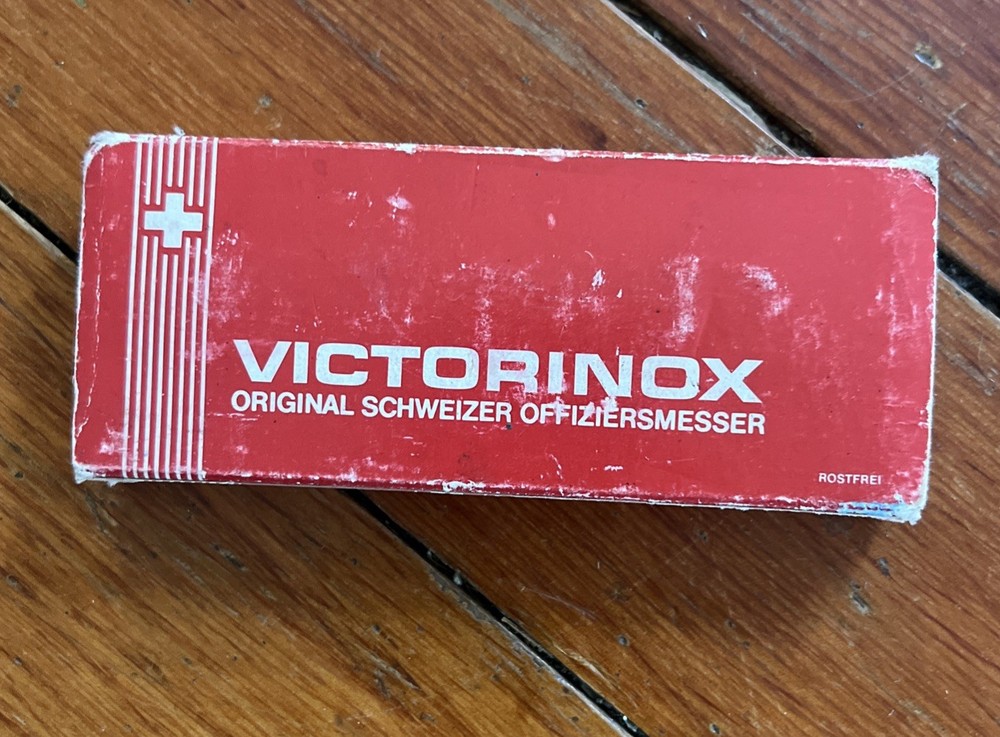 VICTORINOX
ORIGINAL SCHWEIZER OFFIZIERSMESSER
ROSTFREI